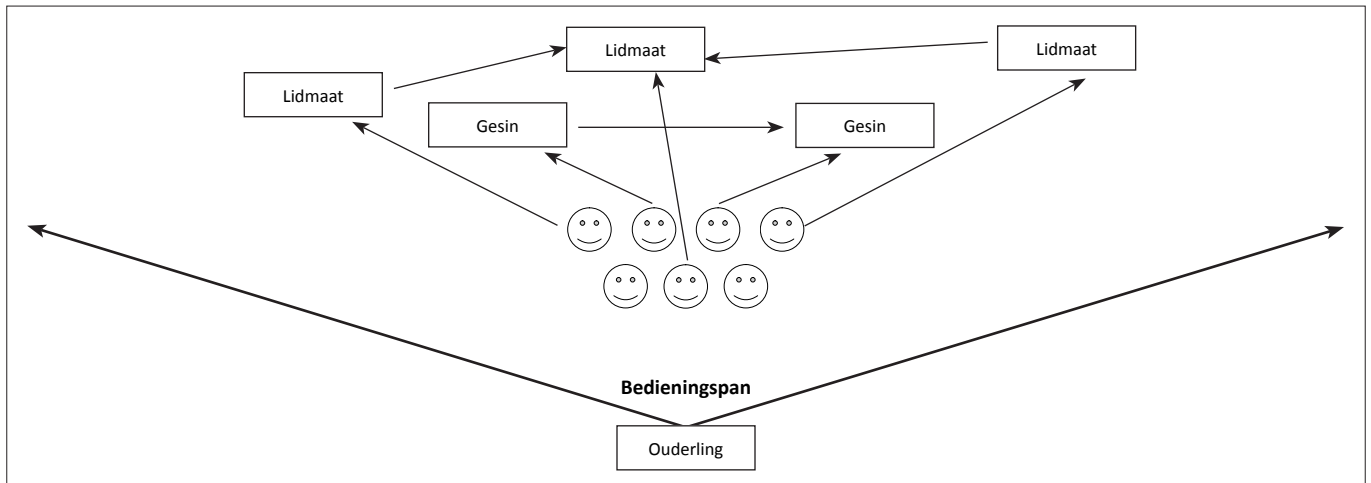 Lidmaat
Lidmaat
Lidmaat
Gesin
Gesin
Bedieningspan
Ouderling